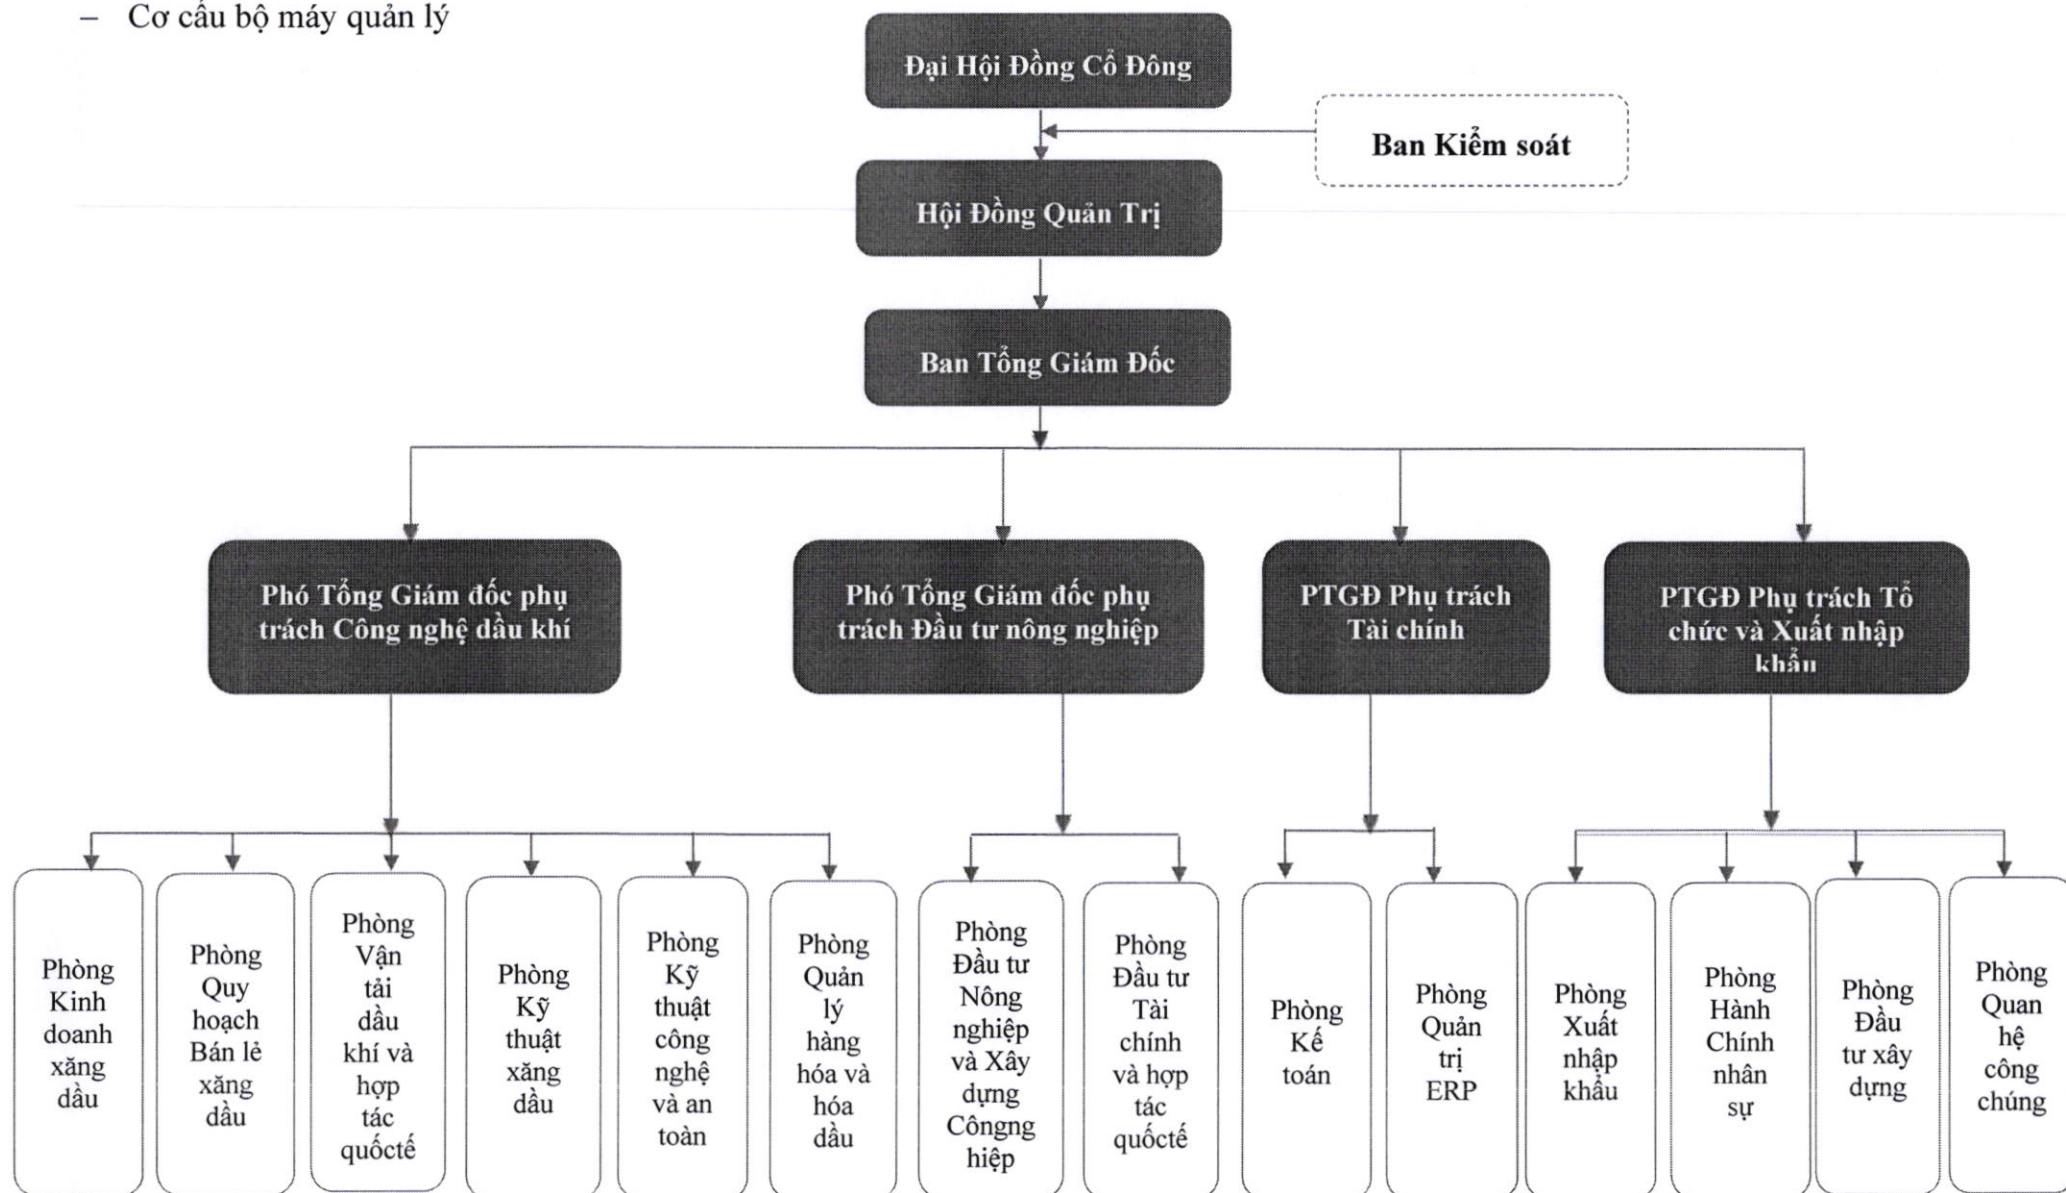 – Cơ cấu bộ máy quản lý
Đại Hội Đồng Cổ Đông
Ban Kiểm soát
Hội Đồng Quản Trị
Ban Tổng Giám Đốc
Phó Tổng Giám đốc phụ
trách Công nghệ dầu khí
Phó Tổng Giám đốc phụ
trách Đầu tư nông nghiệp
PTGĐ Phụ trách
Tài chính
PTGĐ Phụ trách Tổ
chức và Xuất nhập
khẩu
Phòng
Kinh
doanh
xăng
dầu
Phòng
Quy
hoạch
Bán lẻ
xăng
dầu
Phòng
Vận
tải
dầu
khí và
hợp
tác
quốctế
Phòng
Kỹ
thuật
xăng
dầu
Phòng
Kỹ
thuật
công
nghệ
và an
toàn
Phòng
Quản
lý
hàng
hóa và
hóa
dầu
Phòng
Đầu tư
Nông
nghiệp
và Xây
dựng
Côngng
hiệp
Phòng
Đầu tư
Tài
chính
và hợp
tác
quốctế
Phòng
Kế
toán
Phòng
Quản
trị
ERP
Phòng
Xuất
nhập
khẩu
Phòng
Hành
Chính
nhân
sự
Phòng
Đầu
tư xây
dựng
Phòng
Quan
hệ
công
chúng